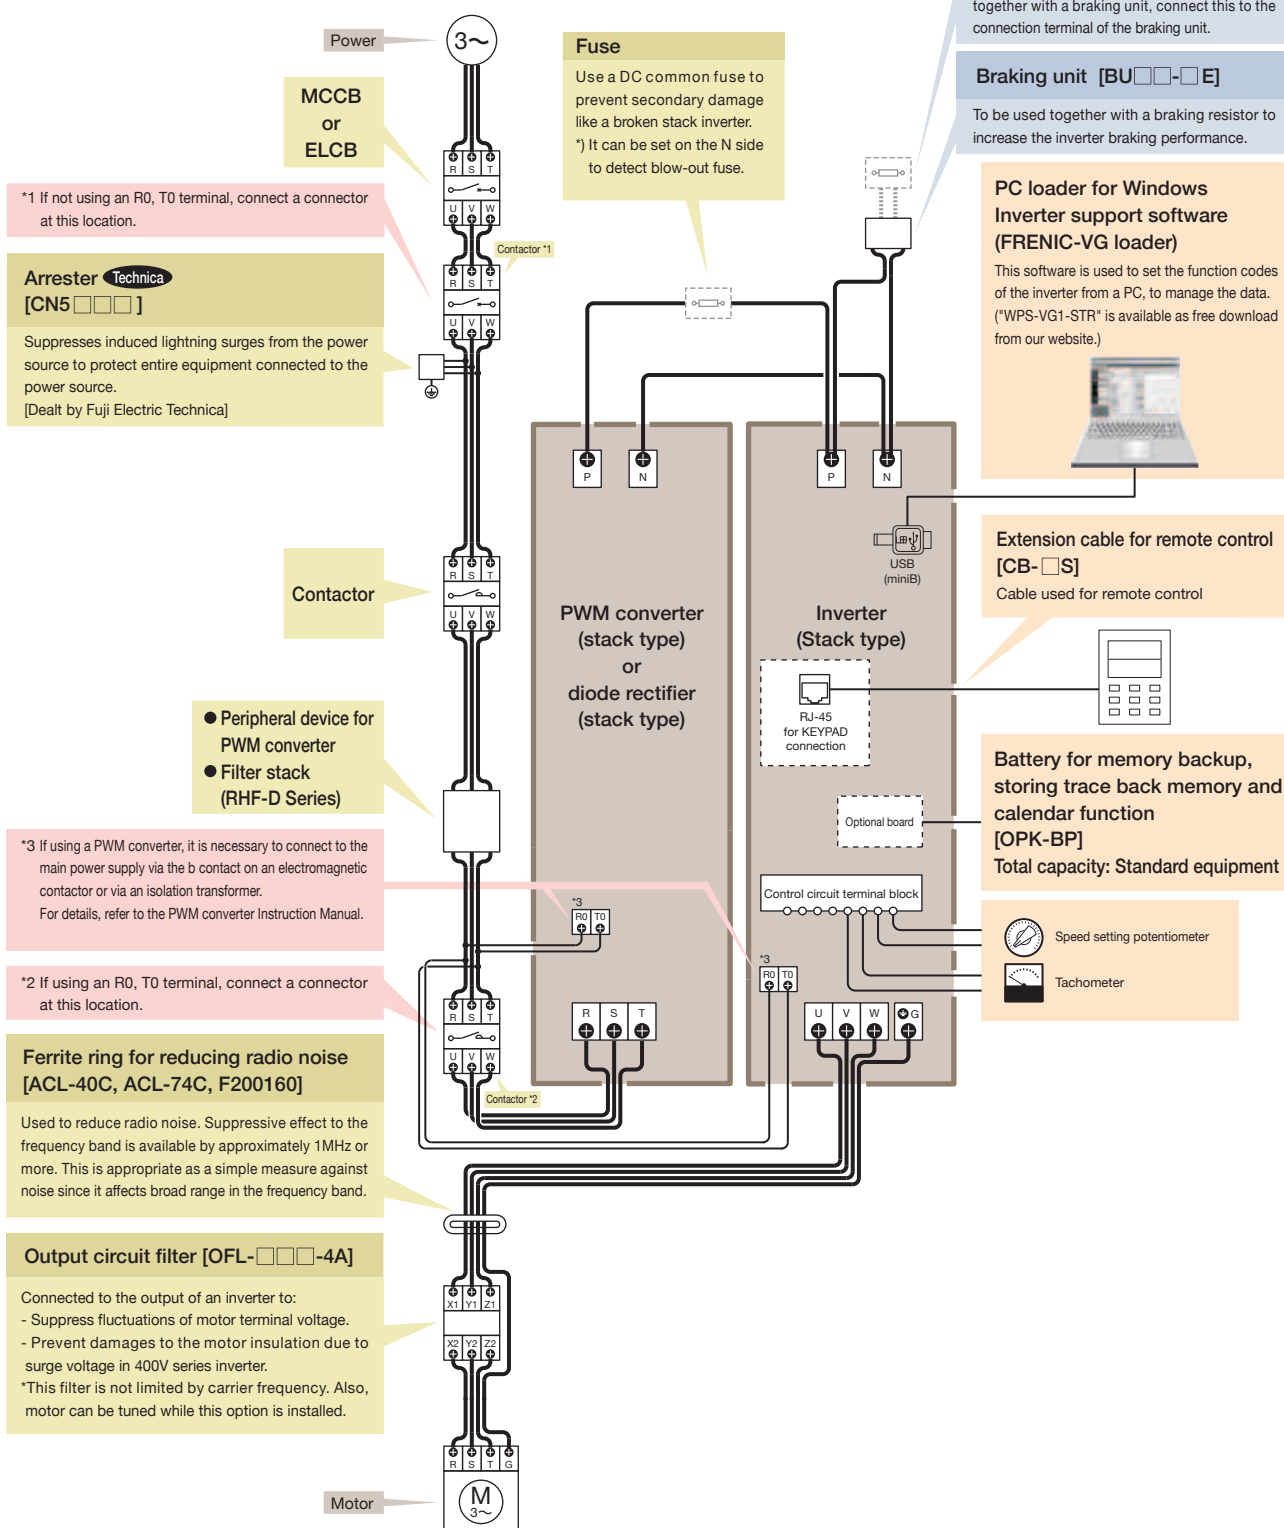 together with a braking unit, connect this to the
connection terminal of the braking unit.
Braking unit [BU□□-□E]
To be used together with a braking resistor to
increase the inverter braking performance.
Power
3〜
MCCB
or
ELCB
Fuse
Use a DC common fuse to
prevent secondary damage
like a broken stack inverter.
*) It can be set on the N side
to detect blow-out fuse.
R S T
U V W
*1 If not using an R0, T0 terminal, connect a connector
at this location.
Contactor *1
R S T
U V W
Arrester Technica
[CN5□□□]
Suppresses induced lightning surges from the power
source to protect entire equipment connected to the
power source.
[Dealt by Fuji Electric Technica]
PC loader for Windows
Inverter support software
(FRENIC-VG loader)
This software is used to set the function codes
of the inverter from a PC, to manage the data.
("WPS-VG1-STR" is available as free download
from our website.)
P N
P N
USB
(miniB)
Extension cable for remote control
[CB-□S]
Cable used for remote control
Contactor
R S T
U V W
PWM converter
(stack type)
or
diode rectifier
(stack type)
Inverter
(Stack type)
RJ-45
for KEYPAD
connection
● Peripheral device for
PWM converter
● Filter stack
(RHF-D Series)
Optional board
Battery for memory backup,
storing trace back memory and
calendar function
[OPK-BP]
Total capacity: Standard equipment
*3 If using a PWM converter, it is necessary to connect to the
main power supply via the b contact on an electromagnetic
contactor or via an isolation transformer.
For details, refer to the PWM converter Instruction Manual.
Control circuit terminal block
*3
R0 T0
Speed setting potentiometer
Tachometer
*3
R0 T0
*2 If using an R0, T0 terminal, connect a connector
at this location.
R S T
U V W
Contactor *2
R S T
U V W G
Ferrite ring for reducing radio noise
[ACL-40C, ACL-74C, F200160]
Used to reduce radio noise. Suppressive effect to the
frequency band is available by approximately 1MHz or
more. This is appropriate as a simple measure against
noise since it affects broad range in the frequency band.
Output circuit filter [OFL-□□□-4A]
Connected to the output of an inverter to:
- Suppress fluctuations of motor terminal voltage.
- Prevent damages to the motor insulation due to
surge voltage in 400V series inverter.
*This filter is not limited by carrier frequency. Also,
motor can be tuned while this option is installed.
X1 Y1 Z1
X2 Y2 Z2
R S T G
Motor
M
3〜